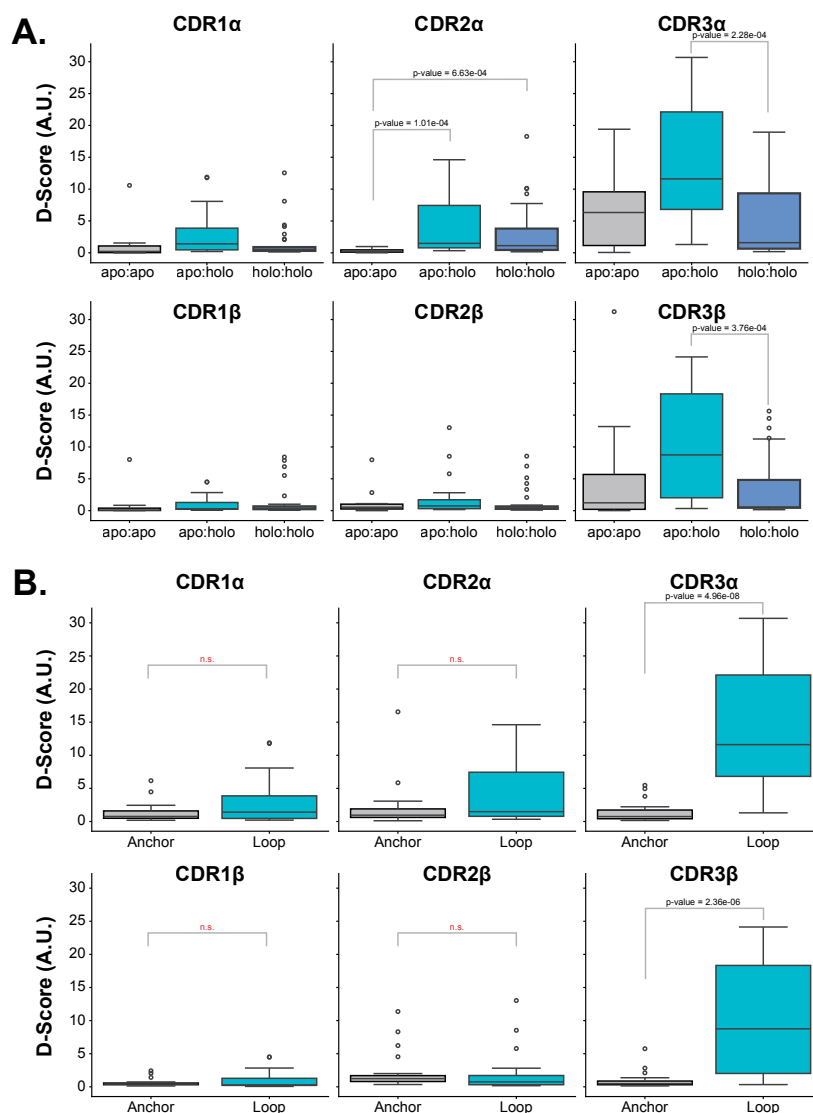 A.
CDR1α CDR2α CDR3α
D-Score (A.U.)
30
25
20
15
10
5
0
p-value = 6.63e-04
p-value = 1.01e-04
p-value = 2.28e-04
apo:apo apo:holo holo:holo apo:apo apo:holo holo:holo apo:apo apo:holo holo:holo
CDR1β CDR2β CDR3β
D-Score (A.U.)
30
25
20
15
10
5
0
p-value = 3.76e-04
apo:apo apo:holo holo:holo apo:apo apo:holo holo:holo apo:apo apo:holo holo:holo
B.
CDR1α CDR2α CDR3α
D-Score (A.U.)
30
25
20
15
10
5
0
n.s.
n.s.
p-value = 4.96e-08
Anchor Loop Anchor Loop Anchor Loop
CDR1β CDR2β CDR3β
D-Score (A.U.)
30
25
20
15
10
5
0
n.s.
n.s.
p-value = 2.36e-06
Anchor Loop Anchor Loop Anchor Loop